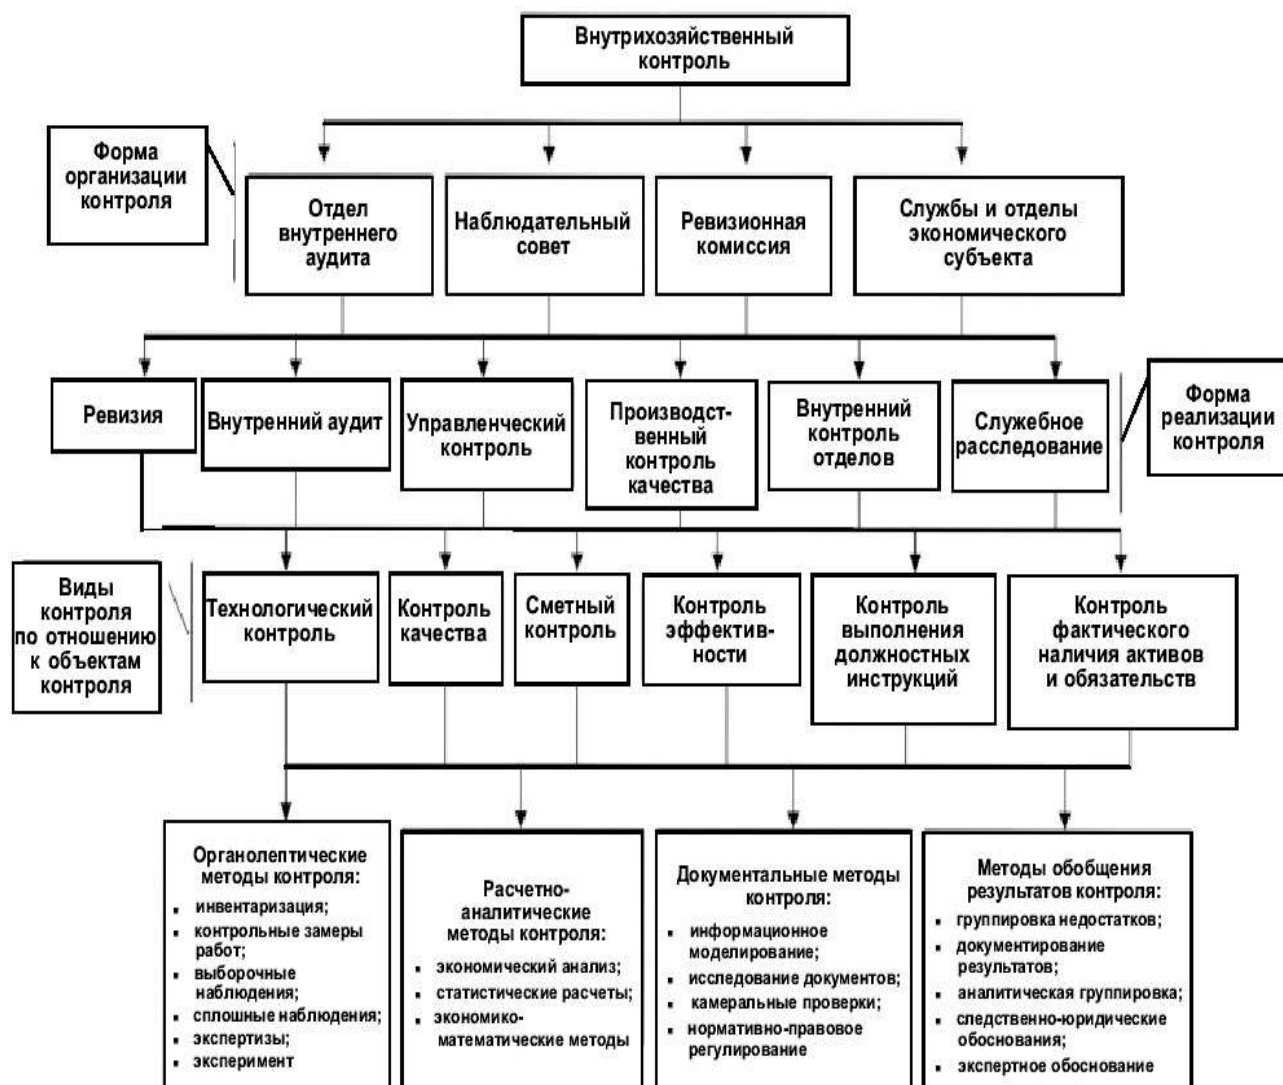 Внутрихозяйственный
контроль
Форма
организации
контроля
Отдел
внутреннего
аудита
Наблюдательный
совет
Ревизионная
комиссия
Службы и отделы
экономического
субъекта
Ревизия
Внутренний аудит
Управленческий
контроль
Производст-
венный
контроль
качества
Внутренний
контроль
отделов
Служебное
расследование
Форма
реализации
контроля
Виды
контроля
по отношению
к объектам
контроля
Технологический
контроль
Контроль
качества
Сметный
контроль
Контроль
эффектив-
ности
Контроль
выполнения
должностных
инструкций
Контроль
фактического
наличия активов
и обязательств
Органолептические
методы контроля:
▪ инвентаризация;
▪ контрольные замеры
работ;
▪ выборочные
наблюдения;
▪ сплошные наблюдения;
▪ экспертизы;
▪ эксперимент
Расчетно-
аналитические
методы контроля:
▪ экономический анализ;
▪ статистические расчеты;
▪ экономико-
математические методы
Документальные методы
контроля:
▪ информационное
моделирование;
▪ исследование документов;
▪ камеральные проверки;
▪ нормативно-правовое
регулирование
Методы обобщения
результатов контроля:
▪ группировка недостатков;
▪ документирование
результатов;
▪ аналитическая группировка;
▪ следственно-юридические
обоснования;
▪ экспертное обоснование